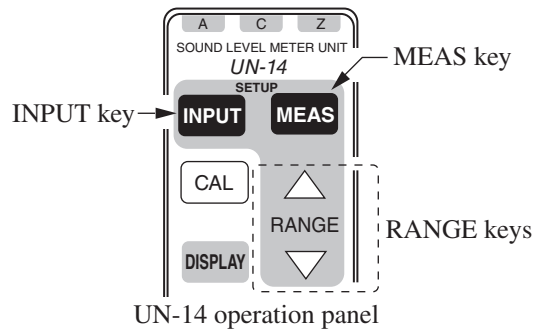 A C Z
SOUND LEVEL METER UNIT
UN-14
MEAS key
SETUP
INPUT key
INPUT MEAS
CAL
RANGE
RANGE keys
DISPLAY
UN-14 operation panel